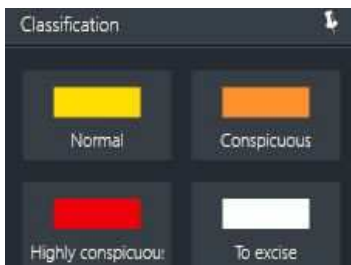 Classification
Normal
Conspicuous
Highly conspicuou:
To excise